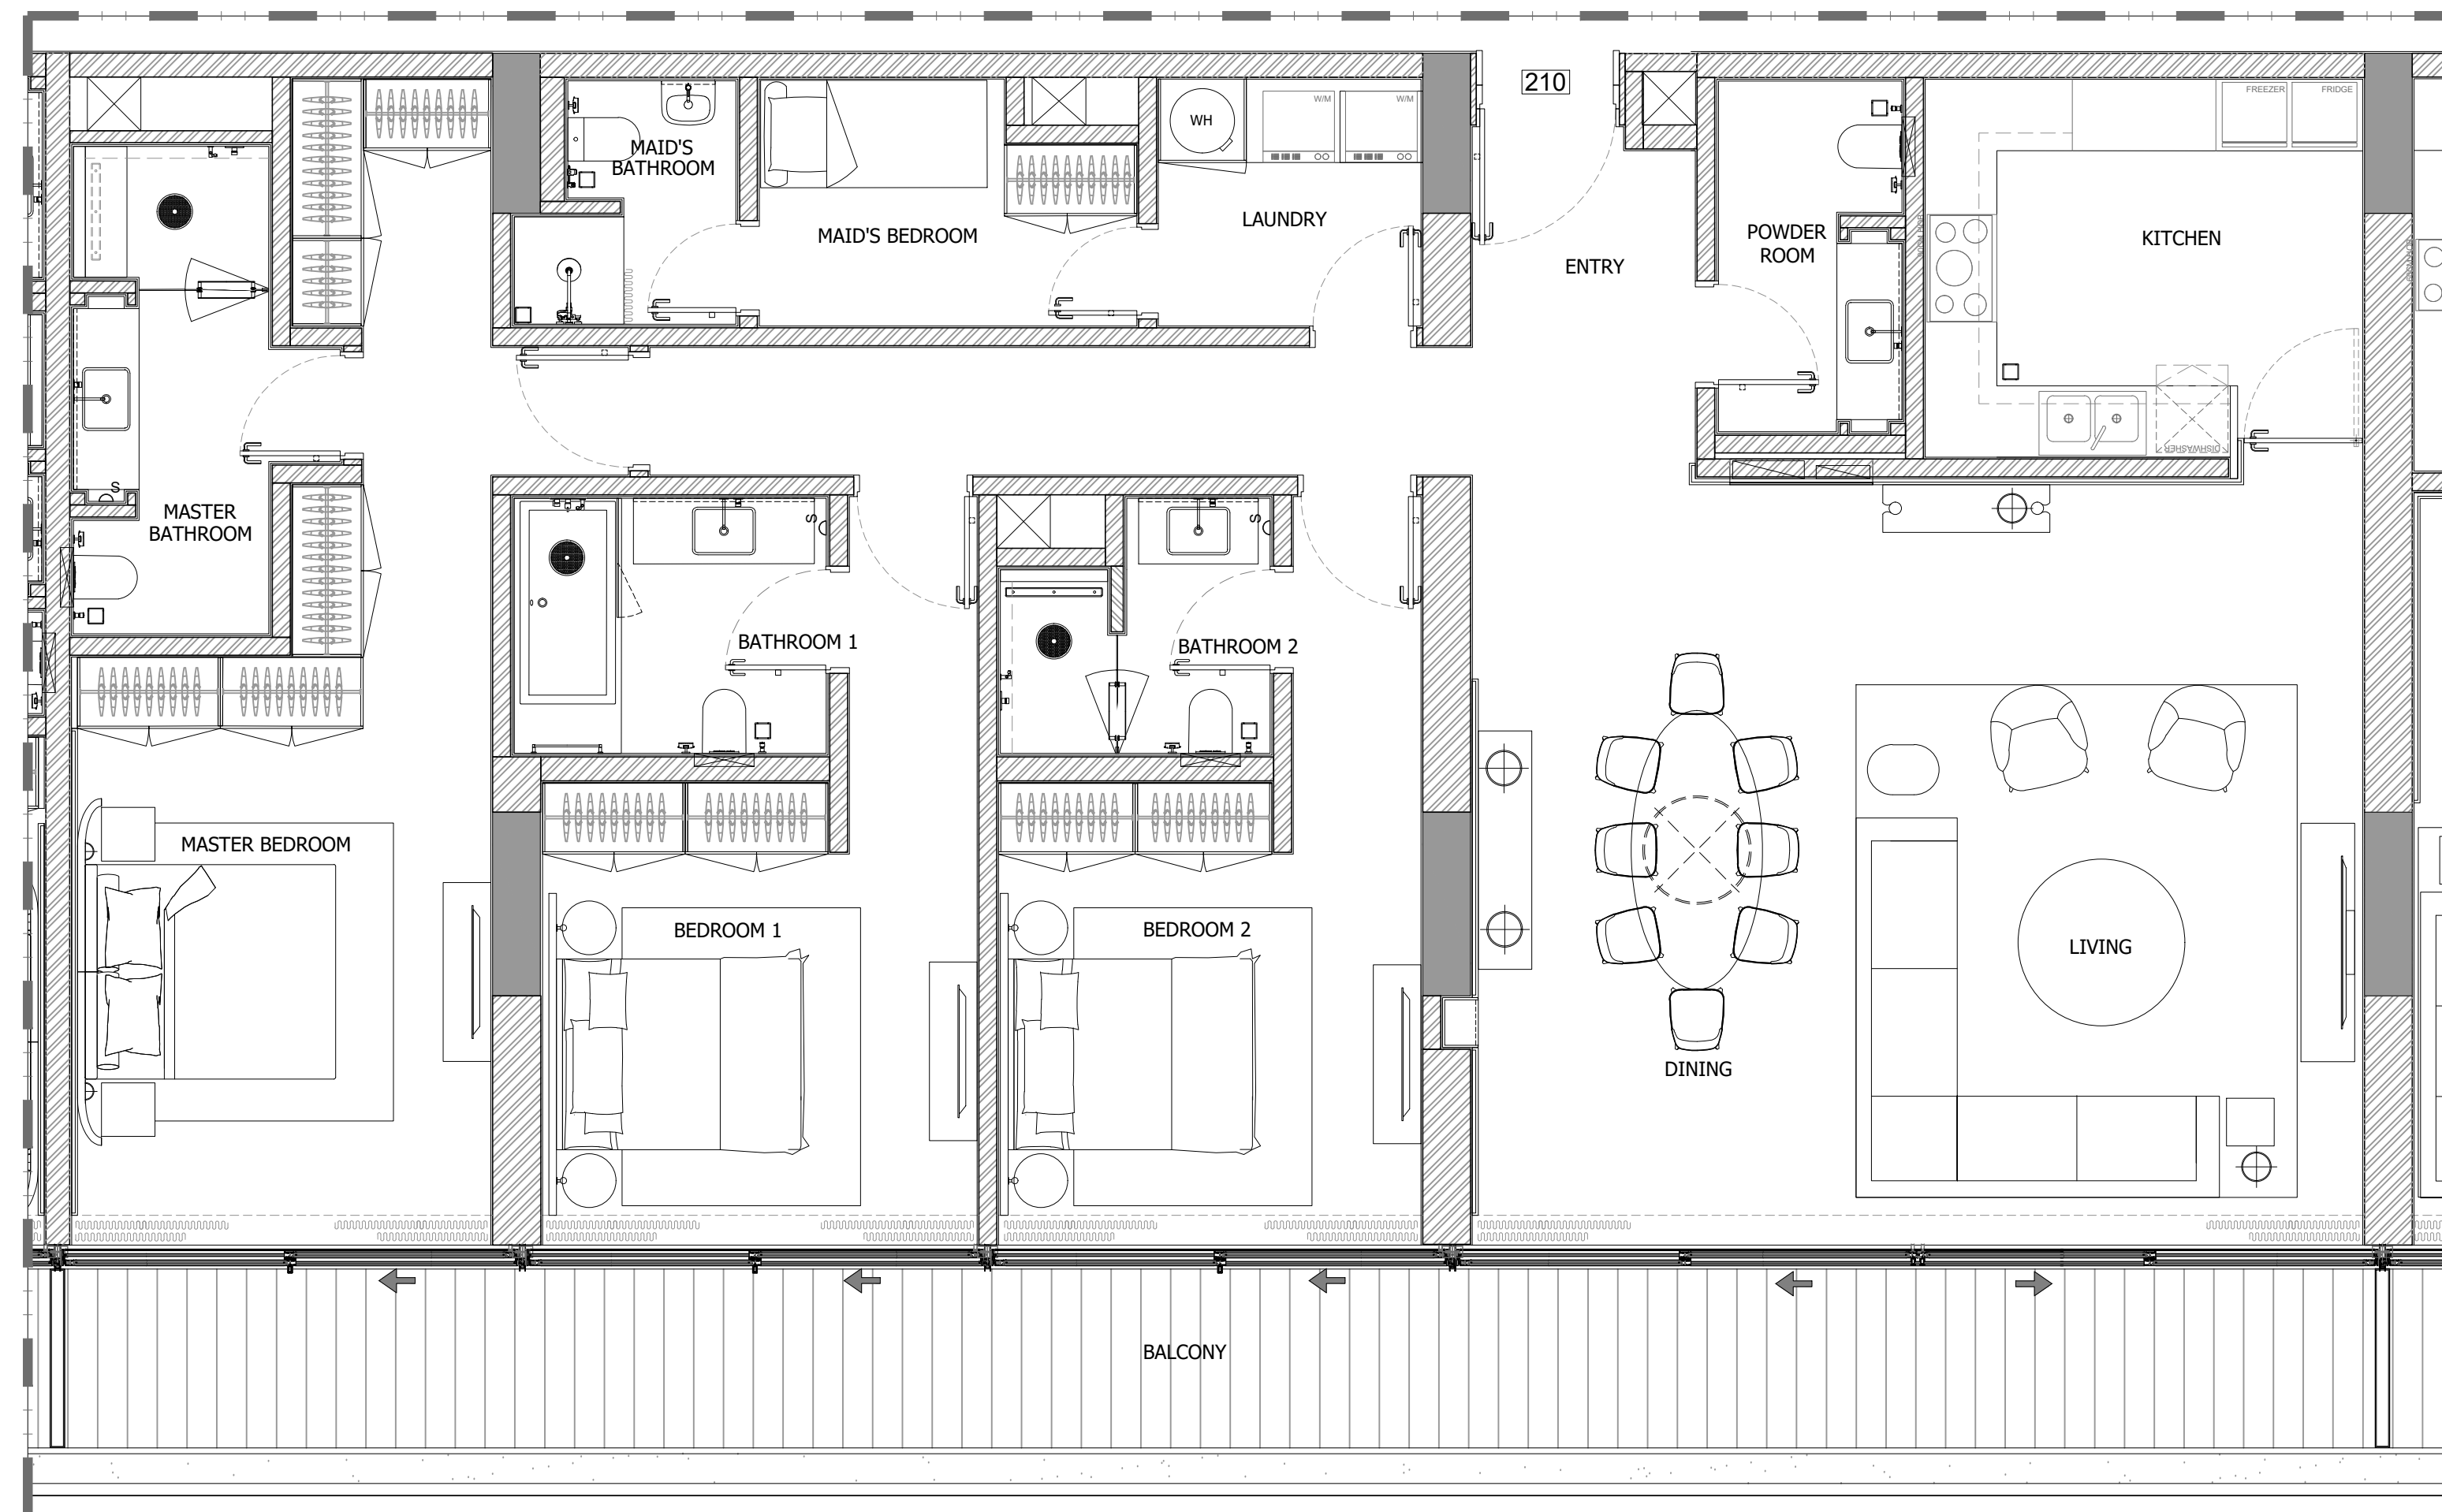 210
FREEZER
FRIDGE
W/M
W/M
WH
MAID'S
BATHROOM
MAID'S BEDROOM
LAUNDRY
ENTRY
POWDER
ROOM
KITCHEN
DISHWASHER
S
MASTER
BATHROOM
S
S
BATHROOM 1
BATHROOM 2
MASTER BEDROOM
BEDROOM 1
BEDROOM 2
LIVING
DINING
BALCONY